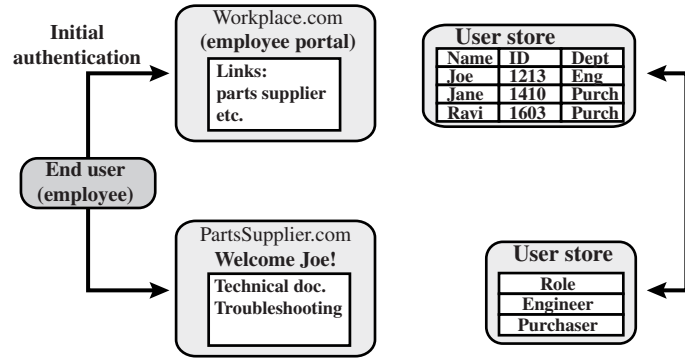 Initial
authentication
Workplace.com
(employee portal)
Links:
parts supplier
etc.
User store
Name ID Dept
Joe 1213 Eng
Jane 1410 Purch
Ravi 1603 Purch
End user
(employee)
PartsSupplier.com
Welcome Joe!
Technical doc.
Troubleshooting
User store
Role
Engineer
Purchaser